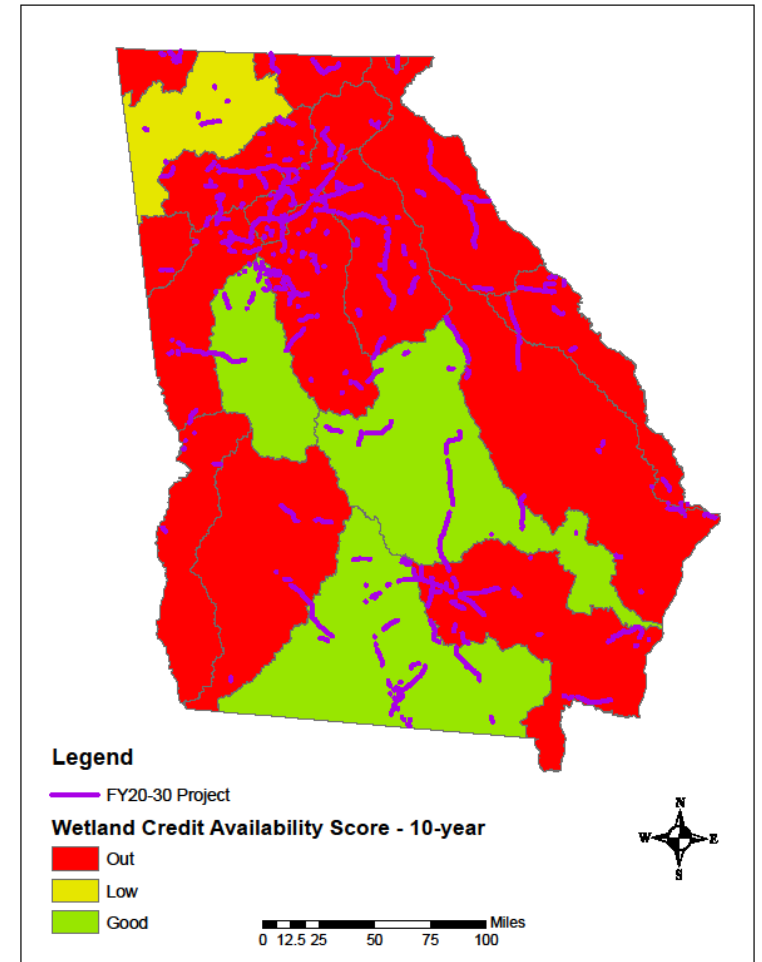 Legend
FY20-30 Project
Wetland Credit Availability Score - 10-year
Out
Low
Good
N
W E
S
Miles
0 12.5 25 50 75 100